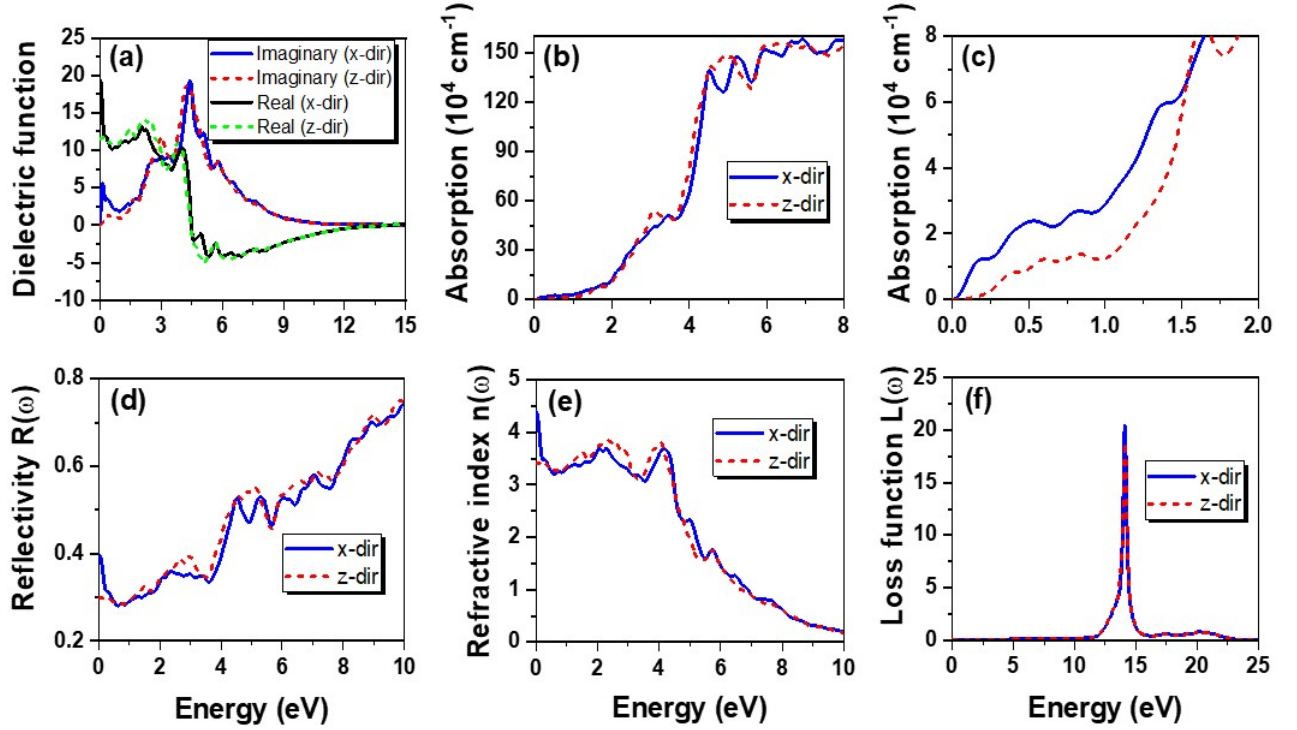 (a)
Imaginary (x-dir)
Imaginary (z-dir)
Real (x-dir)
Real (z-dir)
Dielectric function
25
20
15
10
5
0
-5
-10
0 3 6 9 12 15
(b)
x-dir
z-dir
Absorption (10⁴ cm⁻¹)
150
120
90
60
30
0
0 2 4 6 8
(c)
Absorption (10⁴ cm⁻¹)
8
6
4
2
0
0.0 0.5 1.0 1.5 2.0
(d)
x-dir
z-dir
Reflectivity R(ω)
0.8
0.6
0.4
0.2
0 2 4 6 8 10
Energy (eV)
(e)
x-dir
z-dir
Refractive index n(ω)
5
4
3
2
1
0
0 2 4 6 8 10
Energy (eV)
(f)
x-dir
z-dir
Loss function L(ω)
25
20
15
10
5
0
0 5 10 15 20 25
Energy (eV)